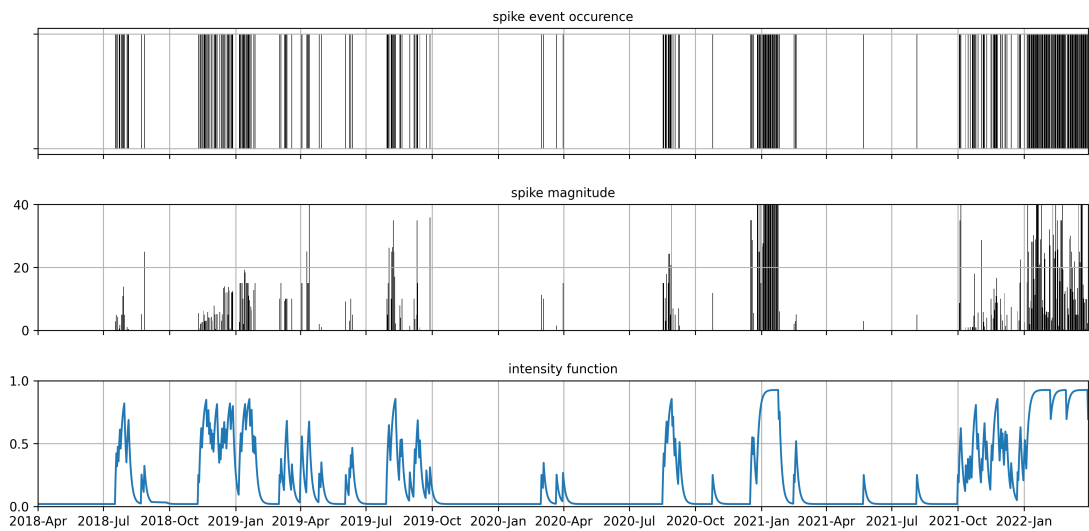 spike event occurence
spike magnitude
40
20
0
intensity function
1.0
0.5
0.0
2018-Apr 2018-Jul 2018-Oct 2019-Jan 2019-Apr 2019-Jul 2019-Oct 2020-Jan 2020-Apr 2020-Jul 2020-Oct 2021-Jan 2021-Apr 2021-Jul 2021-Oct 2022-Jan